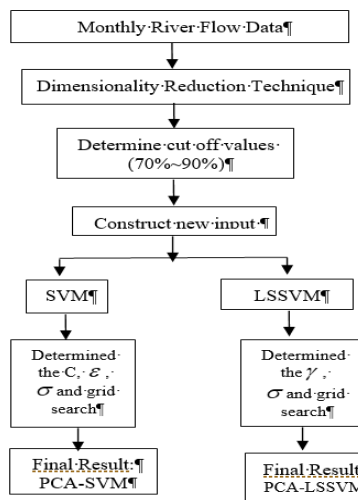 Monthly·River·Flow·Data¶
Dimensionality·Reduction·Technique¶
Determine·cut·off·values·
(70%~90%)¶
Construct·new·input·¶
SVM¶
LSSVM¶
Determined·
the·C,·ε·,·
σ·and·grid·
search¶
Determined·
the·γ·,·
σ·and·grid·
search¶
Final·Result:¶
PCA-SVM¶
Final·Result
PCA-LSSVM